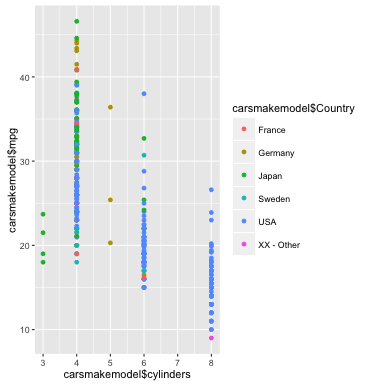 carsmakemodel$mpg
40
30
20
10
3 4 5 6 7 8
carsmakemodel$cylinders
carsmakemodel$Country
France
Germany
Japan
Sweden
USA
XX - Other